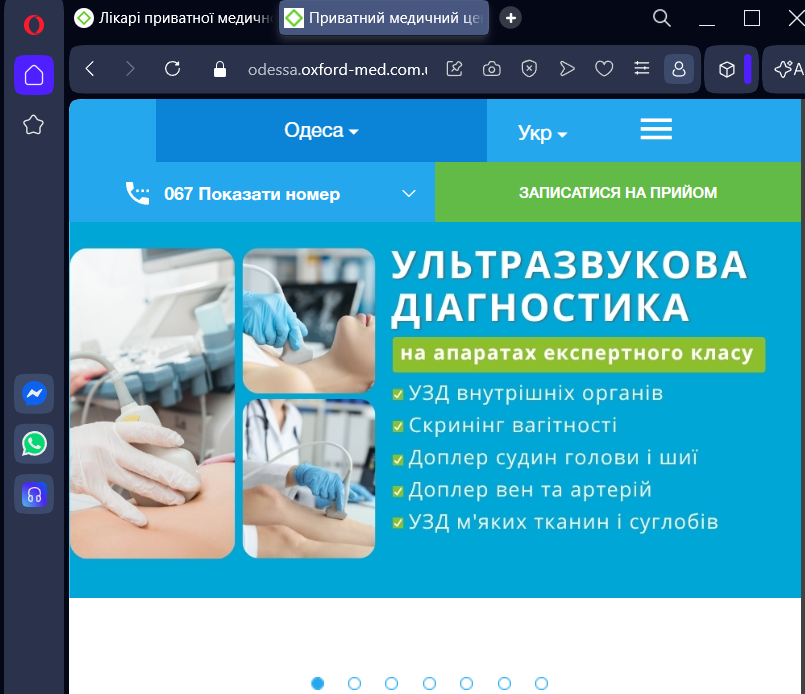 Лікарі приватної медично
Приватний медичний це
odessa.oxford-med.com.u
A
Одеса
Укр
067 Показати номер
ЗАПИСАТИСЯ НА ПРИЙОМ
УЛЬТРАЗВУКОВА
ДІАГНОСТИКА
на апаратах експертного класу
УЗД внутрішніх органів
Скринінг вагітності
Доплер судин голови і шиї
Доплер вен та артерій
УЗД м'яких тканин і суглобів